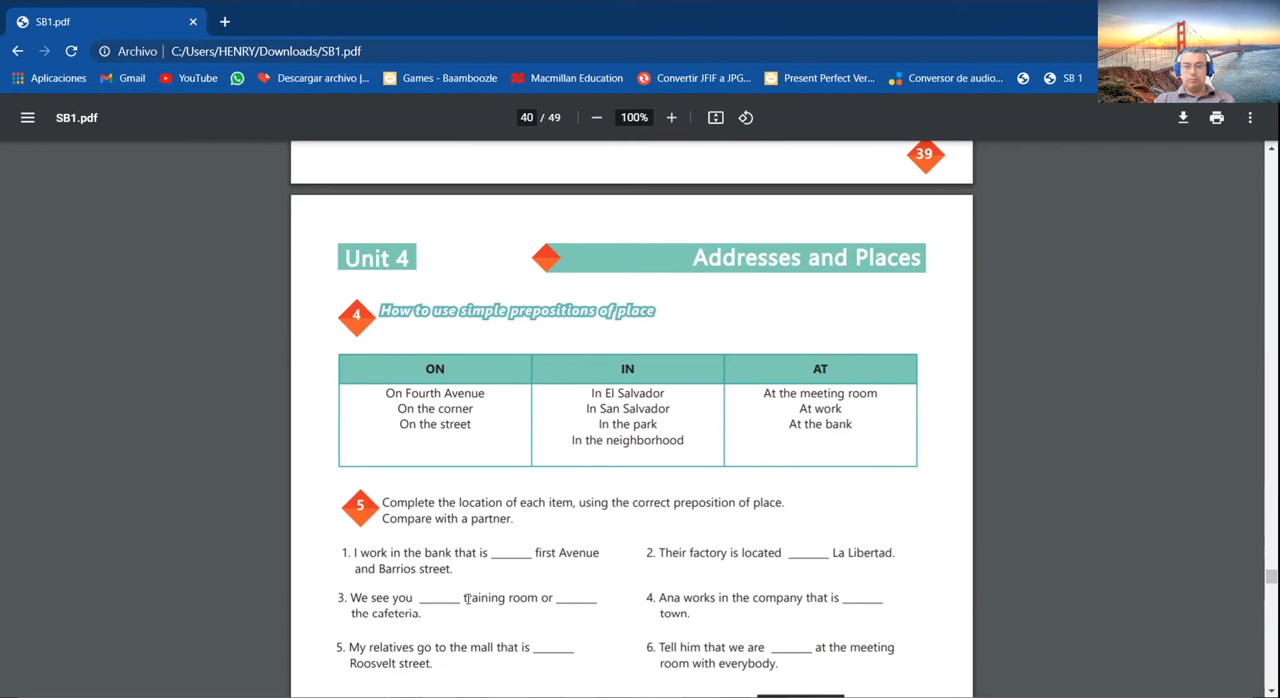 SB1.pdf
Archivo | C:/Users/HENRY/Downloads/SB1.pdf
Aplicaciones Gmail YouTube Descargar archivo |... Games - Baamboozle Macmillan Education Convertir JFIF a JPG... Present Perfect Ver... Conversor de audio... SB 1
SB1.pdf 40 / 49 100%
39
Unit 4 Addresses and Places
4 How to use simple prepositions of place
ON IN AT
On Fourth Avenue In El Salvador At the meeting room
On the corner In San Salvador At work
On the street In the park At the bank
In the neighborhood
5 Complete the location of each item, using the correct preposition of place.
Compare with a partner.
1. I work in the bank that is ______ first Avenue
and Barrios street.
2. Their factory is located ______ La Libertad.
3. We see you ______ training room or ______
the cafeteria.
4. Ana works in the company that is ______
town.
5. My relatives go to the mall that is ______
Roosvelt street.
6. Tell him that we are ______ at the meeting
room with everybody.